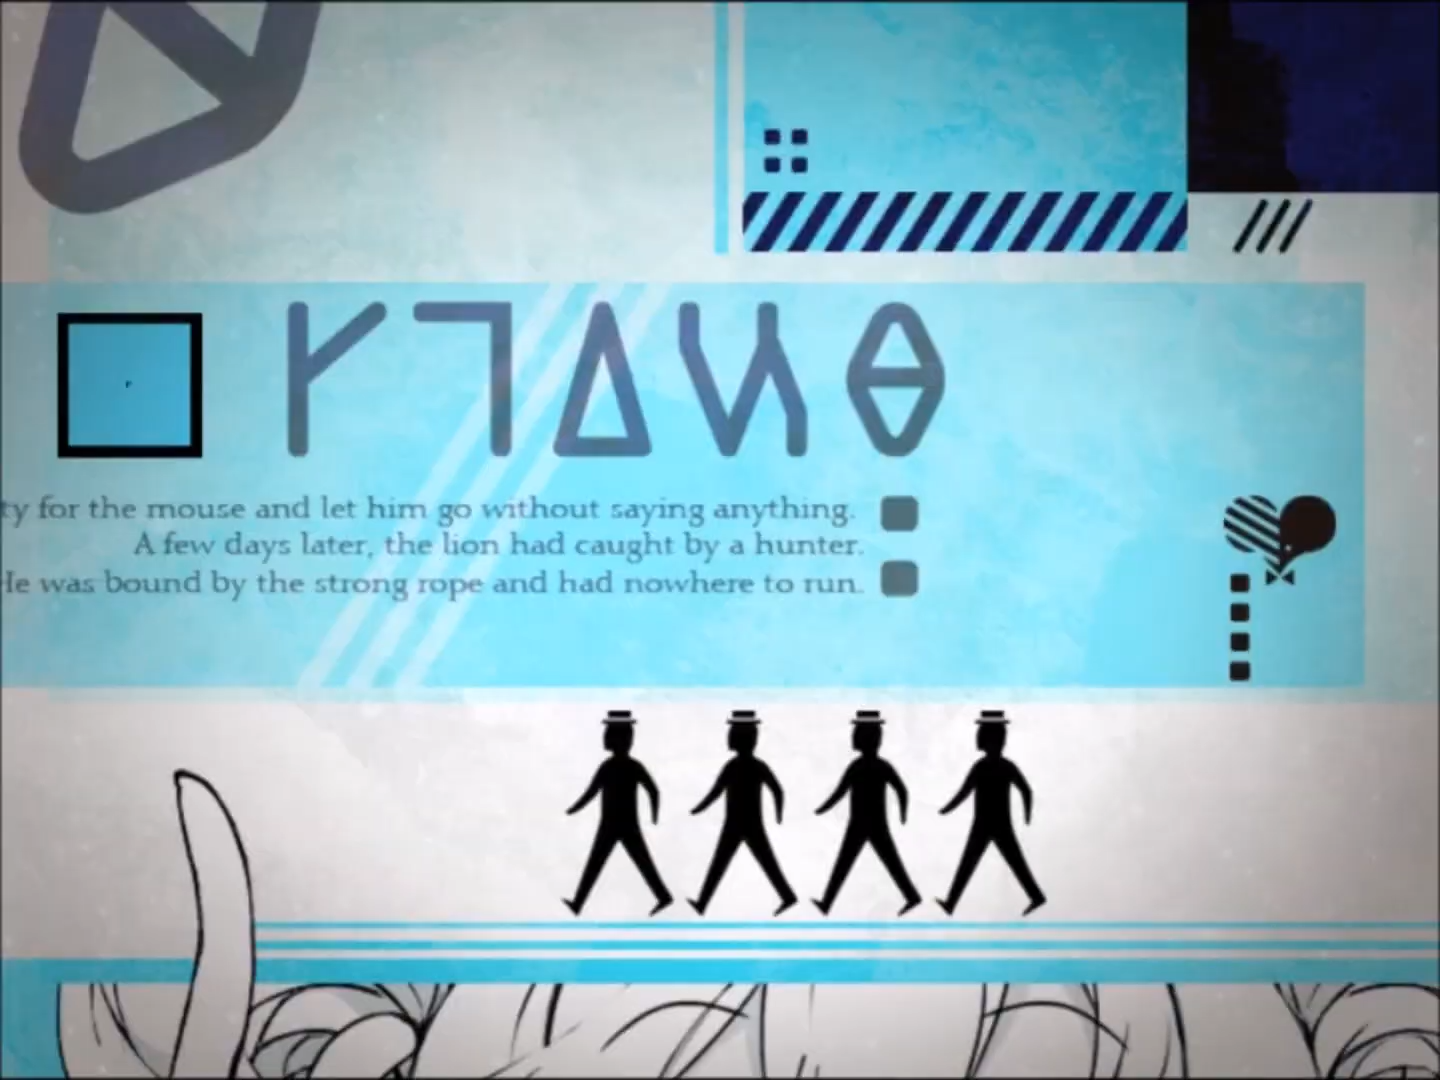 ty for the mouse and let him go without saying anything.
A few days later, the lion had caught by a hunter.
He was bound by the strong rope and had nowhere to run.